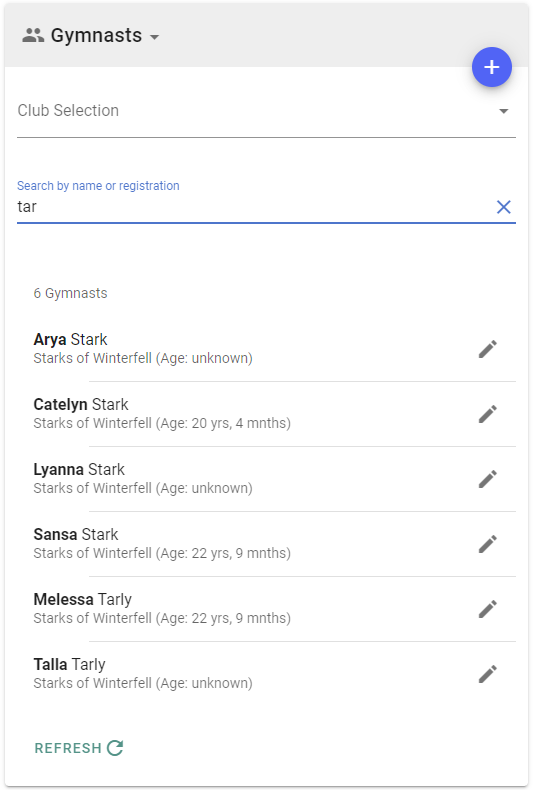 Gymnasts
Club Selection
Search by name or registration
tar
6 Gymnasts
Arya Stark
Starks of Winterfell (Age: unknown)
Catelyn Stark
Starks of Winterfell (Age: 20 yrs, 4 mnths)
Lyanna Stark
Starks of Winterfell (Age: unknown)
Sansa Stark
Starks of Winterfell (Age: 22 yrs, 9 mnths)
Melessa Tarly
Starks of Winterfell (Age: 22 yrs, 9 mnths)
Talla Tarly
Starks of Winterfell (Age: unknown)
REFRESH